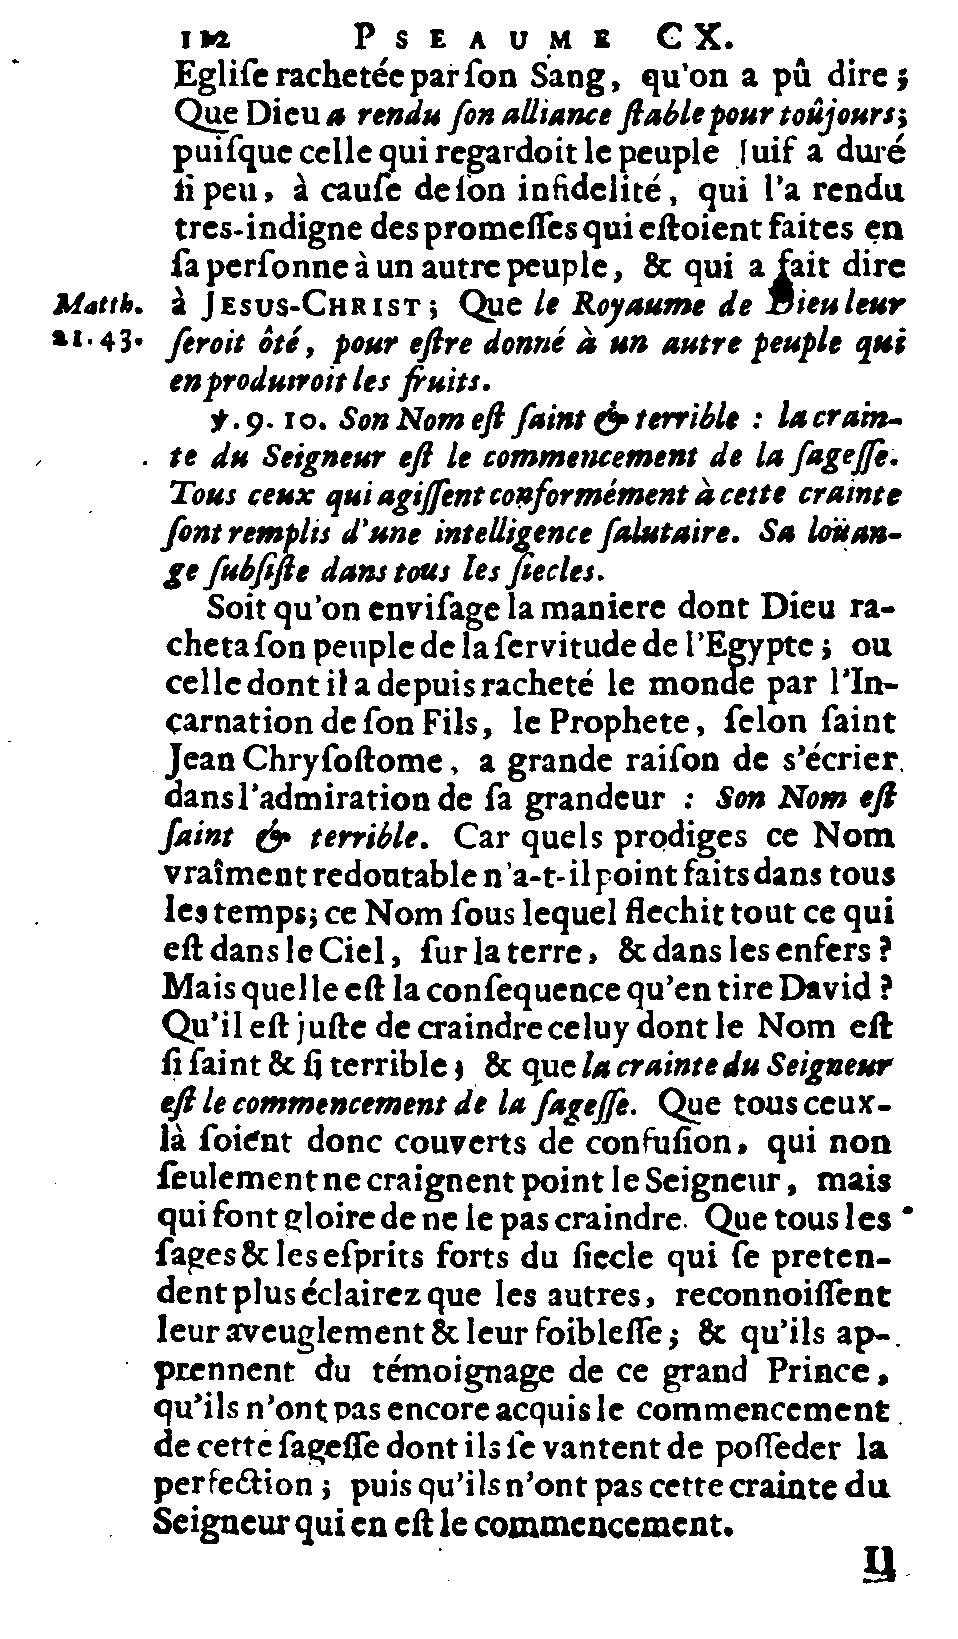 112 PSEAUME CX.
Egliſe rachetée par ſon Sang, qu'on a pû dire ;
Que Dieu a rendu ſon alliance ſtable pour toûjours;
puiſque celle qui regardoit le peuple Juif a duré
ſi peu, à cauſe de ſon infidelité, qui l'a rendu
tres-indigne des promeſſes qui eſtoient faites en
ſa perſonne à un autre peuple, & qui a fait dire
Matth. à JESUS-CHRIST ; Que le Royaume de Dieu leur
21.43. ſeroit ôté, pour eſtre donné à un autre peuple qui
en produiroit les fruits.
℣. 9. 10. Son Nom eſt ſaint & terrible : la crain-
te du Seigneur eſt le commencement de la ſageſſe.
Tous ceux qui agiſſent conformément à cette crainte
ſont remplis d'une intelligence ſalutaire. Sa loüan-
ge ſubſiſte dans tous les ſiecles.
Soit qu'on enviſage la maniere dont Dieu ra-
cheta ſon peuple de la ſervitude de l'Egypte ; ou
celle dont il a depuis racheté le monde par l'In-
carnation de ſon Fils, le Prophete, ſelon ſaint
Jean Chryſoſtome, a grande raiſon de s'écrier
dans l'admiration de ſa grandeur : Son Nom eſt
ſaint & terrible. Car quels prodiges ce Nom
vraîment redoutable n'a-t-il point faits dans tous
les temps; ce Nom ſous lequel flechit tout ce qui
eſt dans le Ciel, ſur la terre, & dans les enfers ?
Mais quelle eſt la conſequence qu'en tire David ?
Qu'il eſt juſte de craindre celuy dont le Nom eſt
ſi ſaint & ſi terrible ; & que la crainte du Seigneur
eſt le commencement de la ſageſſe. Que tous ceux-
là ſoient donc couverts de confuſion, qui non
ſeulement ne craignent point le Seigneur, mais
qui font gloire de ne le pas craindre. Que tous les
ſages & les eſprits forts du ſiecle qui ſe preten-
dent plus éclairez que les autres, reconnoiſſent
leur aveuglement & leur foibleſſe ; & qu'ils ap-
prennent du témoignage de ce grand Prince,
qu'ils n'ont pas encore acquis le commencement
de cette ſageſſe dont ils ſe vantent de poſſeder la
perfection ; puis qu'ils n'ont pas cette crainte du
Seigneur qui en eſt le commencement.
Il